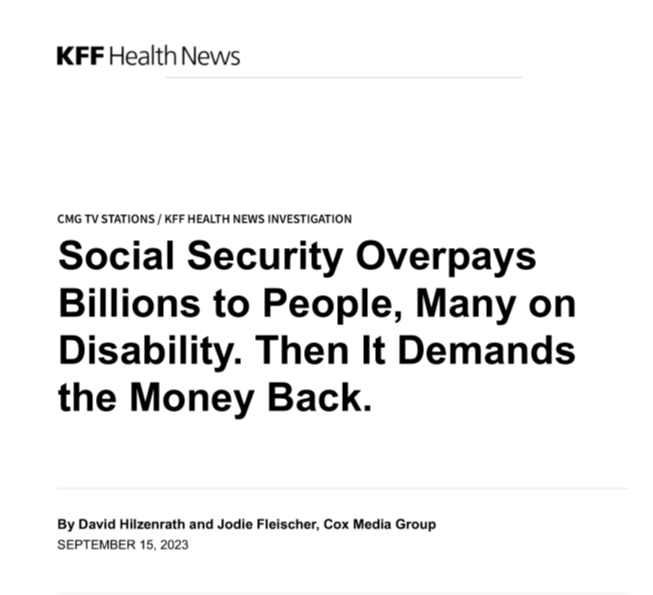 KFF Health News
CMG TV STATIONS / KFF HEALTH NEWS INVESTIGATION
Social Security Overpays
Billions to People, Many on
Disability. Then It Demands
the Money Back.
By David Hilzenrath and Jodie Fleischer, Cox Media Group
SEPTEMBER 15, 2023